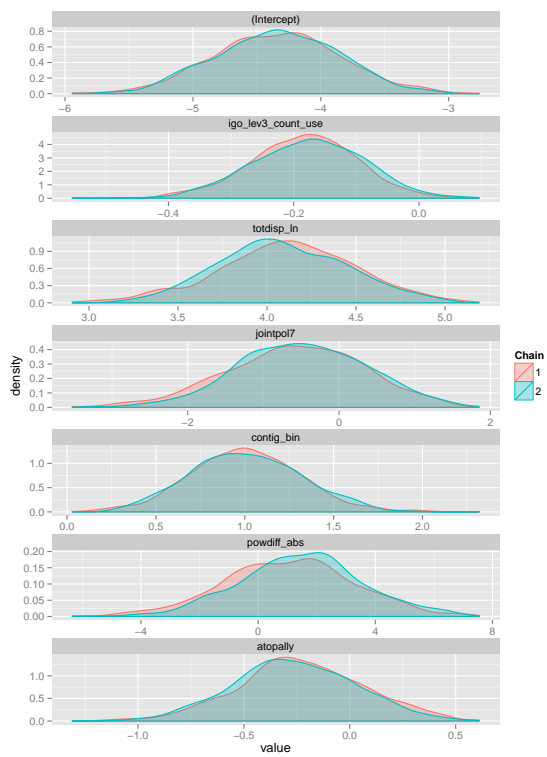 (Intercept)
0.8
0.6
0.4
0.2
0.0
−6 −5 −4 −3
igo_lev3_count_use
4
3
2
1
0
−0.4 −0.2 0.0
totdisp_ln
0.9
0.6
0.3
0.0
3.0 3.5 4.0 4.5 5.0
jointpol7
0.4
0.3
0.2
0.1
0.0
−2 0 2
density
Chain
1
2
contig_bin
1.0
0.5
0.0
0.0 0.5 1.0 1.5 2.0
powdiff_abs
0.20
0.15
0.10
0.05
0.00
−4 0 4 8
atopally
1.0
0.5
0.0
−1.0 −0.5 0.0 0.5
value